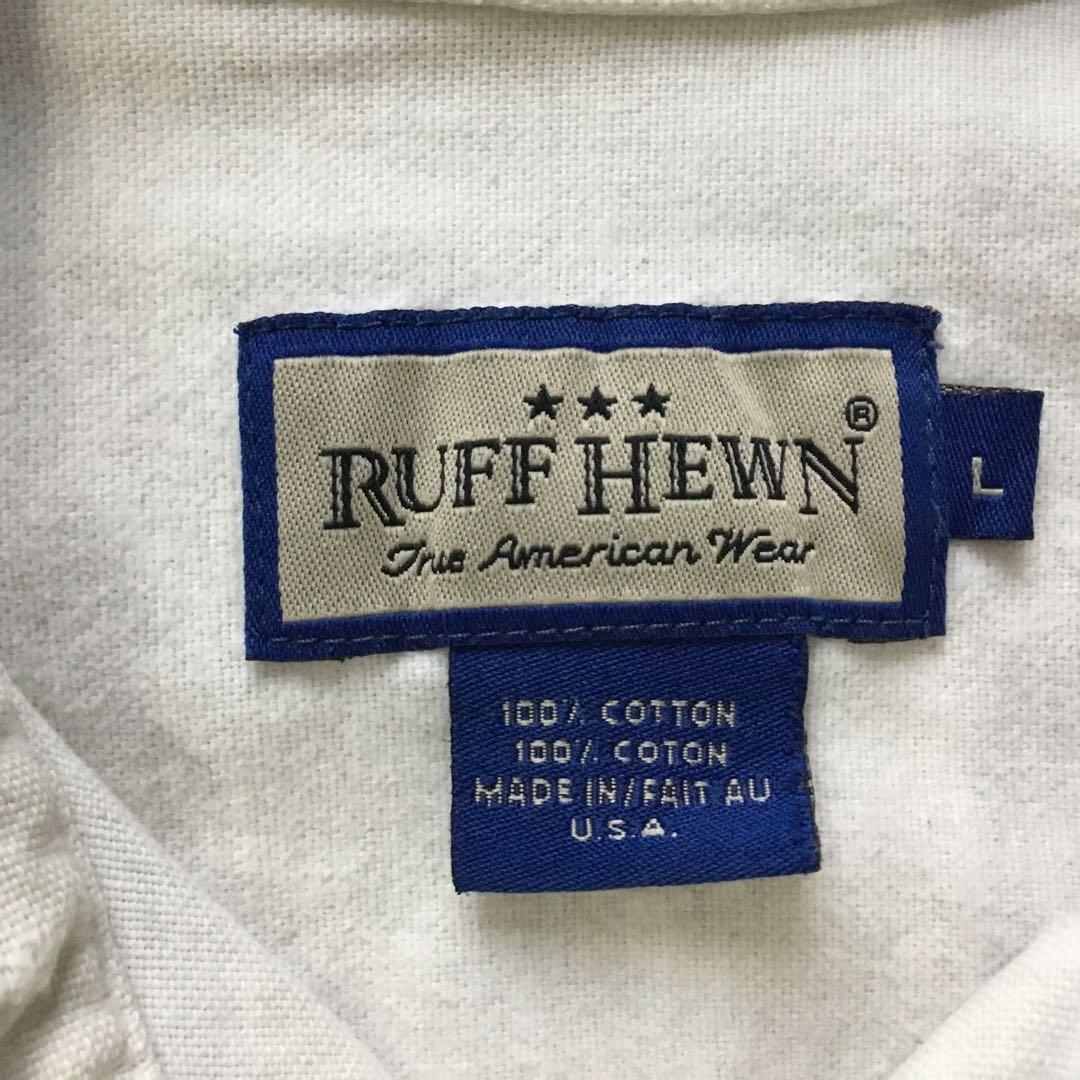 ★★★
RUFF HEWN®
True American Wear
L
100% COTTON
100% COTON
MADE IN/FAIT AU
U.S.A.